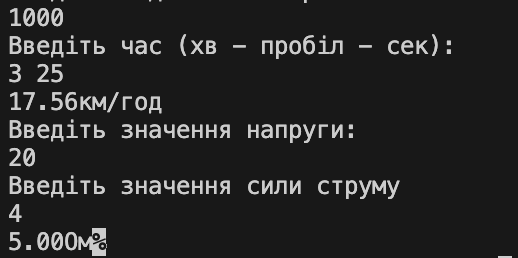 1000
Введіть час (хв - пробіл - сек):
3 25
17.56км/год
Введіть значення напруги:
20
Введіть значення сили струму
4
5.00Ом%